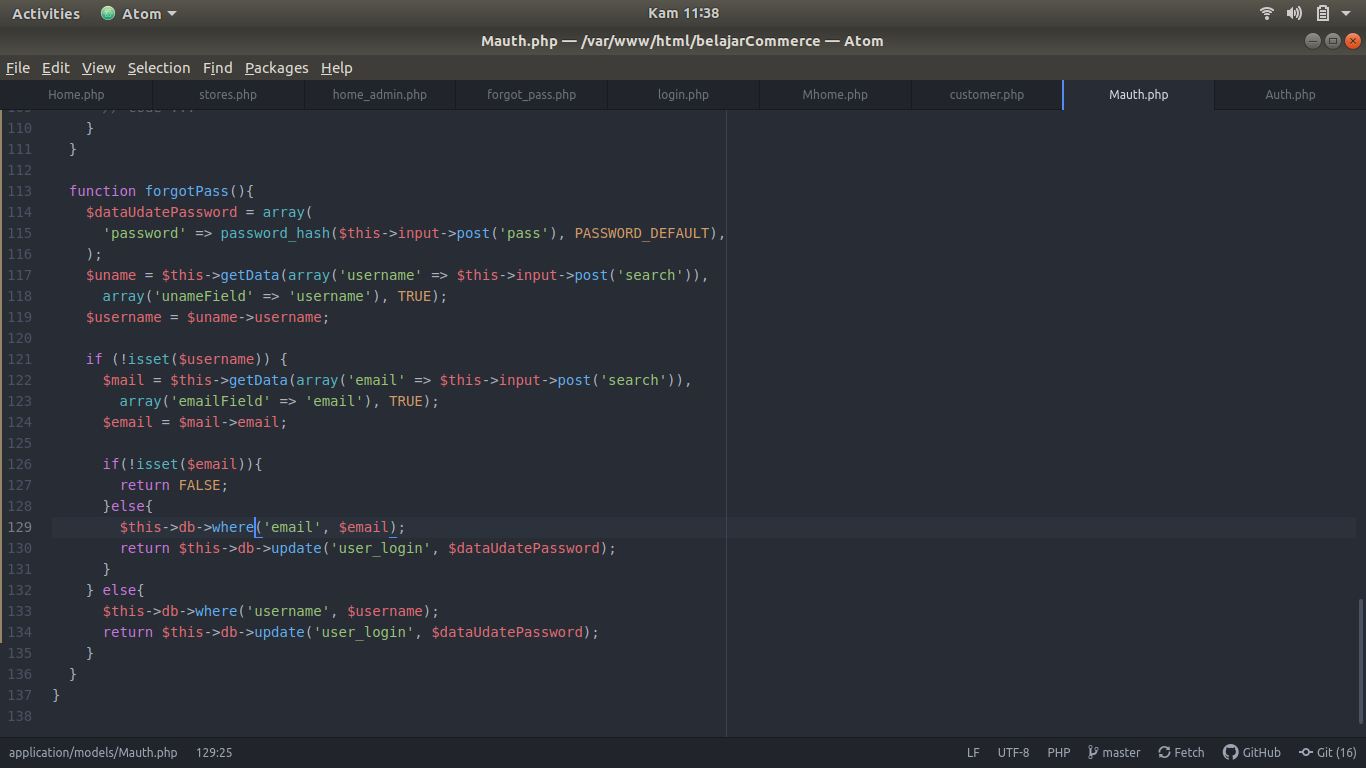 Activities Atom Kam 11:38
Mauth.php — /var/www/html/belajarCommerce — Atom
File Edit View Selection Find Packages Help
Home.php stores.php home_admin.php forgot_pass.php login.php Mhome.php customer.php Mauth.php Auth.php
109 // code ...
110 }
111 }
112
113 function forgotPass(){
114 $dataUdatePassword = array(
115 'password' => password_hash($this->input->post('pass'), PASSWORD_DEFAULT),
116 );
117 $uname = $this->getData(array('username' => $this->input->post('search')),
118 array('unameField' => 'username'), TRUE);
119 $username = $uname->username;
120
121 if (!isset($username)) {
122 $mail = $this->getData(array('email' => $this->input->post('search')),
123 array('emailField' => 'email'), TRUE);
124 $email = $mail->email;
125
126 if(!isset($email)){
127 return FALSE;
128 }else{
129 $this->db->where('email', $email);
130 return $this->db->update('user_login', $dataUdatePassword);
131 }
132 } else{
133 $this->db->where('username', $username);
134 return $this->db->update('user_login', $dataUdatePassword);
135 }
136 }
137 }
138
application/models/Mauth.php 129:25 LF UTF-8 PHP master Fetch GitHub Git (16)